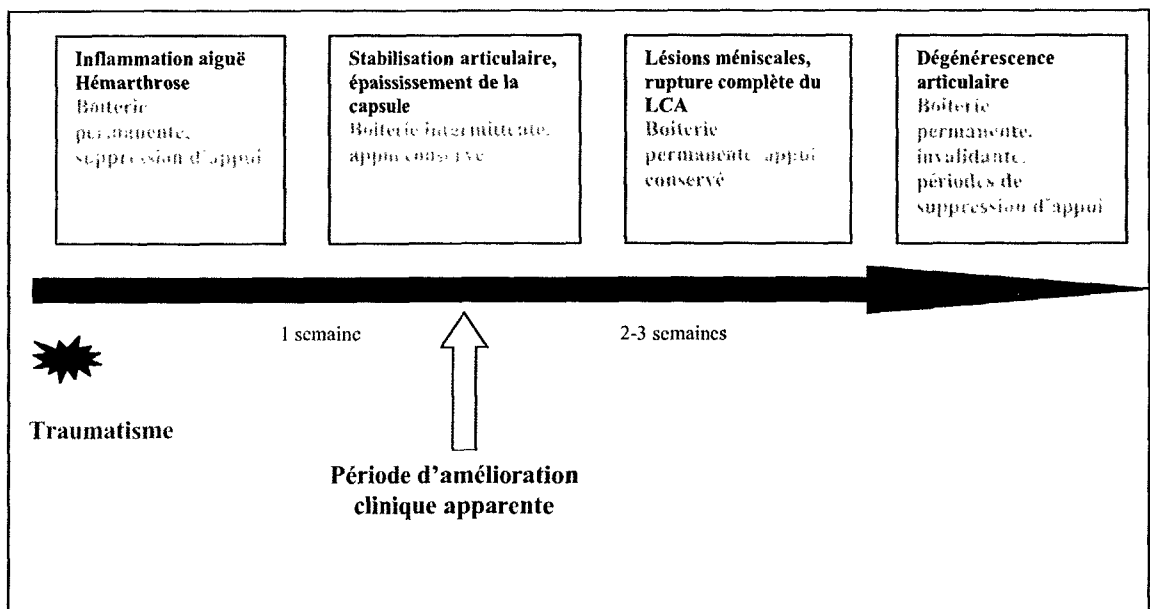 Inflammation aiguë
Hémarthrose
Boiterie
permanente,
suppression d'appui
Stabilisation articulaire,
épaississement de la
capsule
Boiterie intermittente,
appui conservé
Lésions méniscales,
rupture complète du
LCA
Boiterie
permanente appui
conservé
Dégénérescence
articulaire
Boiterie
permanente,
invalidante,
périodes de
suppression d'appui
1 semaine
2-3 semaines
Traumatisme
Période d'amélioration
clinique apparente